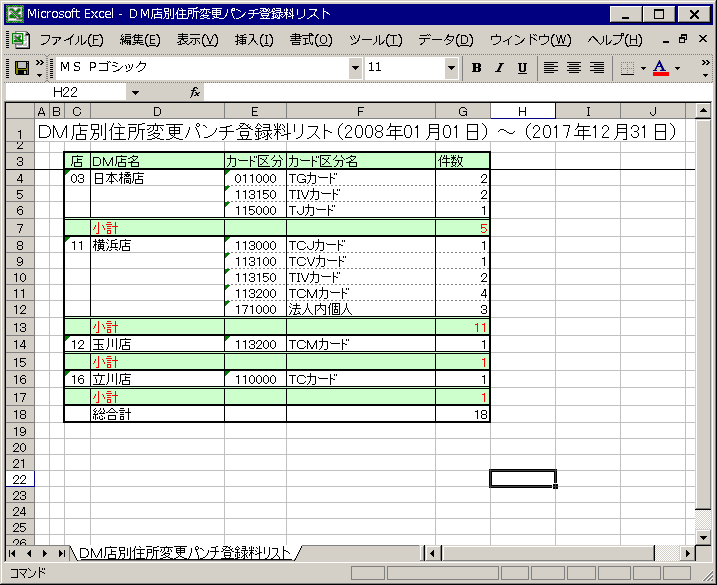 Microsoft Excel - DM店別住所変更パンチ登録料リスト
ファイル(F) 編集(E) 表示(V) 挿入(I) 書式(O) ツール(T) データ(D) ウィンドウ(W) ヘルプ(H)
MS Pゴシック 11 B I U A
H22 fx
A B C D E F G H I J
1 DM店別住所変更パンチ登録料リスト(2008年01月01日) ~ (2017年12月31日)
2
3 店 DM店名 カード区分 カード区分名 件数
4 03 日本橋店 011000 TGカード 2
5 113150 TIVカード 2
6 115000 TJカード 1
7 小計 5
8 11 横浜店 113000 TCJカード 1
9 113100 TCVカード 1
10 113150 TIVカード 2
11 113200 TCMカード 4
12 171000 法人内個人 3
13 小計 11
14 12 玉川店 113200 TCMカード 1
15 小計 1
16 16 立川店 110000 TCカード 1
17 小計 1
18 総合計 18
19
20
21
22
23
24
25
26
DM店別住所変更パンチ登録料リスト
コマンド